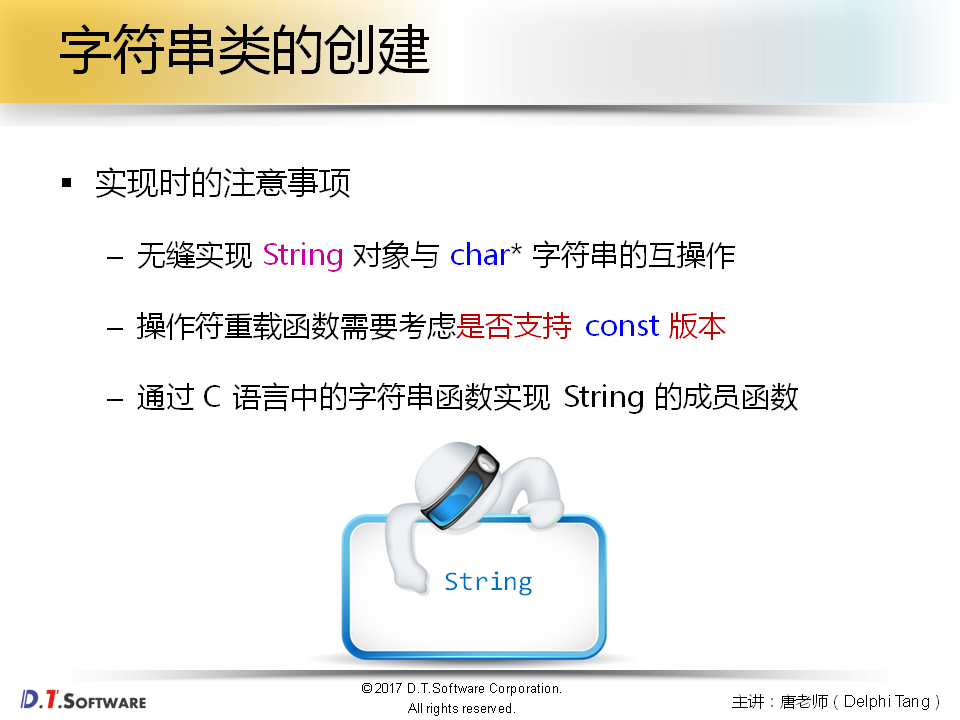 字符串类的创建
▪ 实现时的注意事项
– 无缝实现 String 对象与 char* 字符串的互操作
– 操作符重载函数需要考虑是否支持 const 版本
– 通过 C 语言中的字符串函数实现 String 的成员函数
String
D.T.SOFTWARE
©2017 D.T.Software Corporation.
All rights reserved.
主讲：唐老师（Delphi Tang）